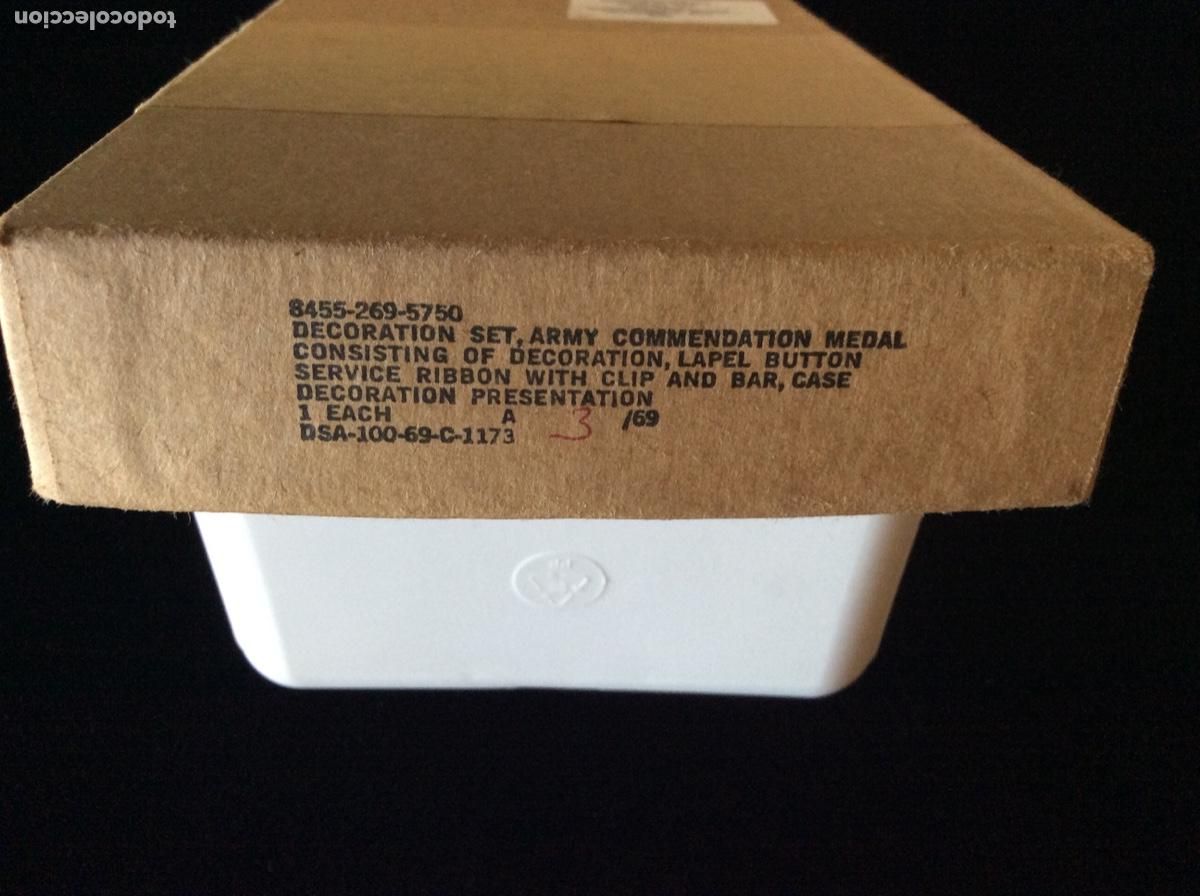 todocoleccion
8455-269-5750
DECORATION SET, ARMY COMMENDATION MEDAL
CONSISTING OF DECORATION, LAPEL BUTTON
SERVICE RIBBON WITH CLIP AND BAR, CASE
DECORATION PRESENTATION
1 EACH A 3 /69
DSA-100-69-C-1173